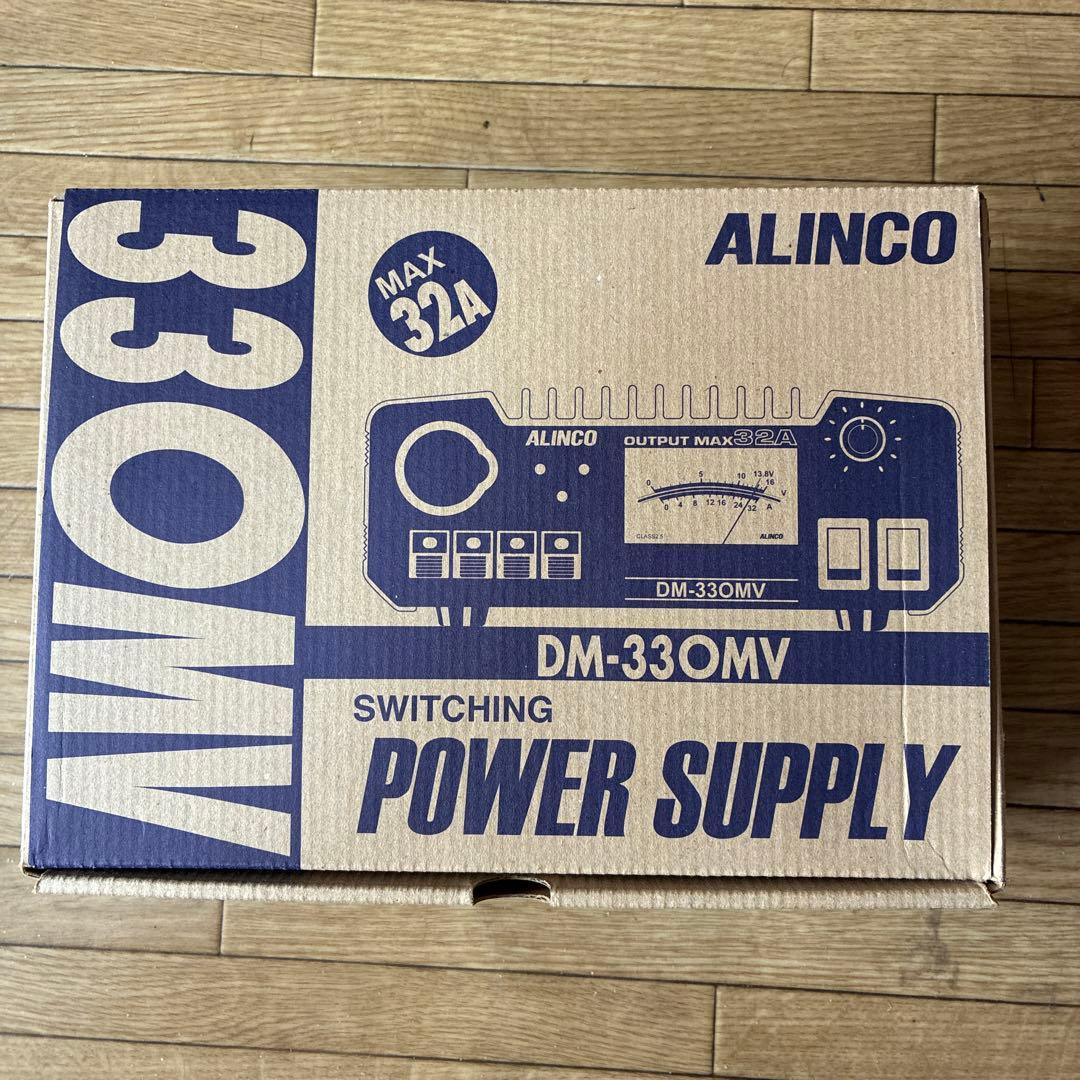 330MV
MAX
32A
ALINCO
ALINCO
OUTPUT MAX 32A
0 5 10 13.8V 16 V
0 4 8 12 16 24 32 A
CLASS2.5 ALINCO
DM-330MV
DM-330MV
SWITCHING
POWER SUPPLY